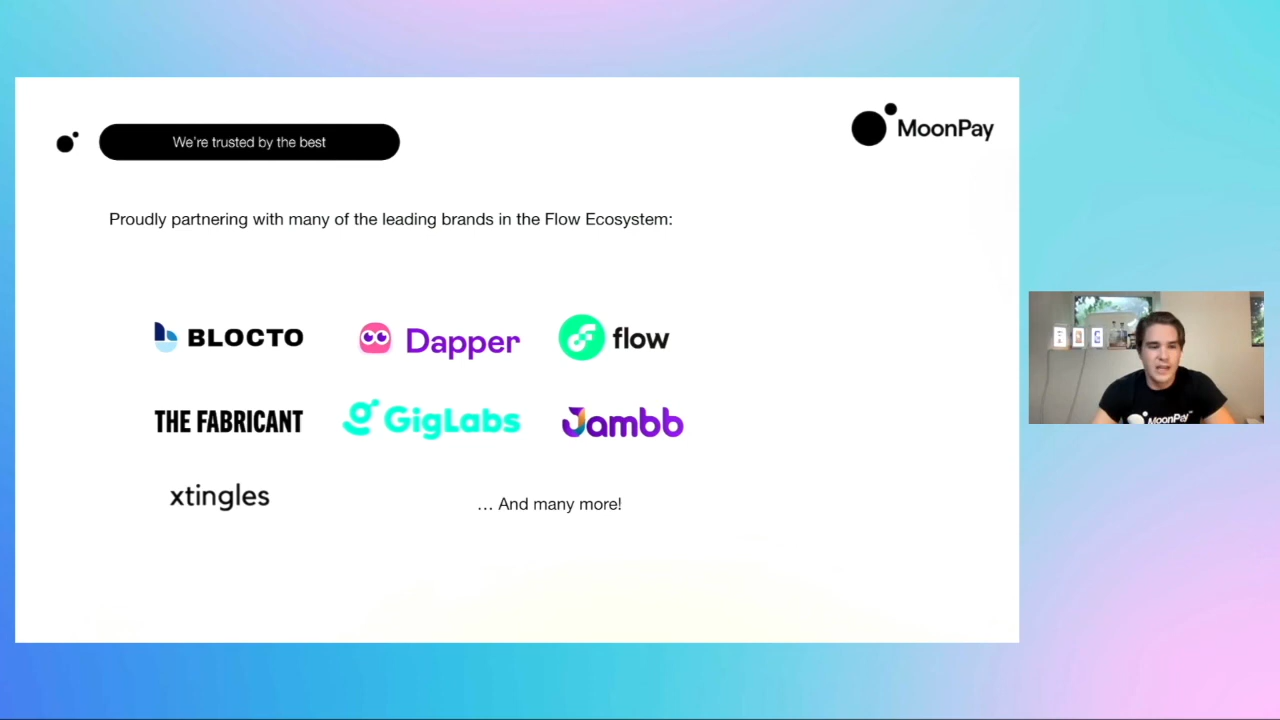 We're trusted by the best
MoonPay
Proudly partnering with many of the leading brands in the Flow Ecosystem:
BLOCTO
Dapper
flow
THE FABRICANT
GigLabs
Jambb
xtingles
… And many more!
MoonPay